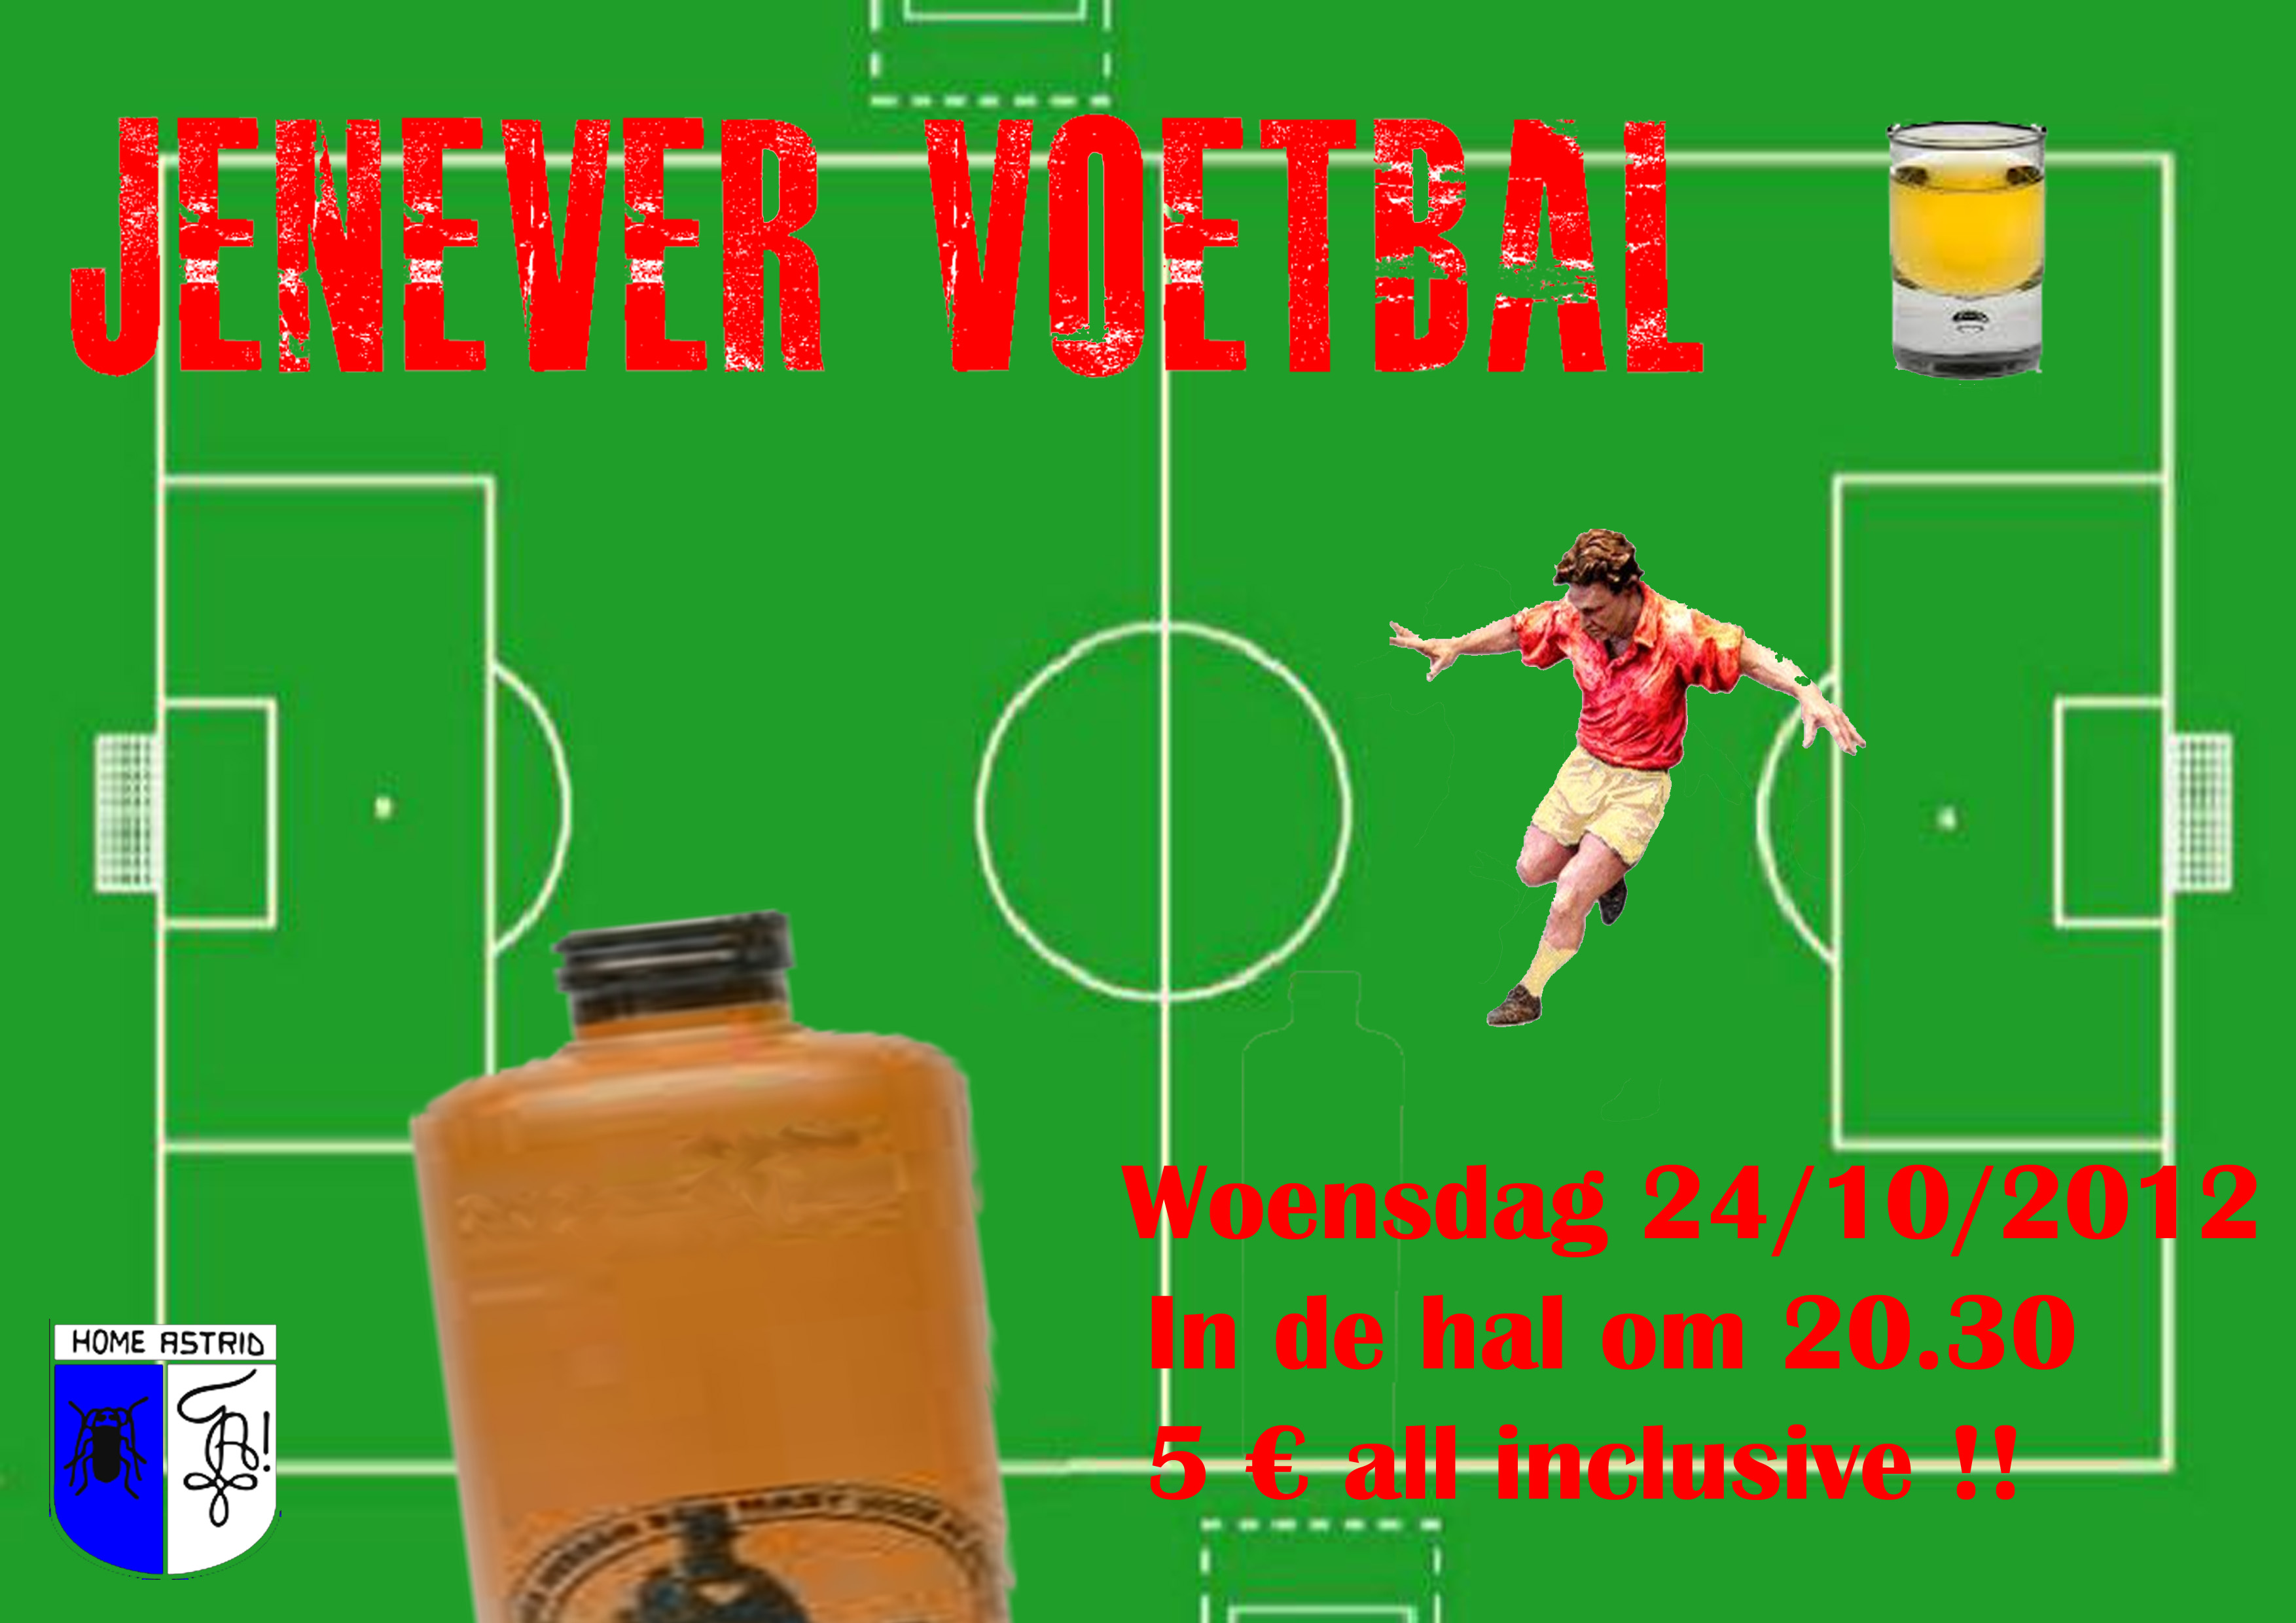 JENEVER VOETBAL
Woensdag 24/10/2012
In de hal om 20.30
5 € all inclusive !!
HOME ASTRID